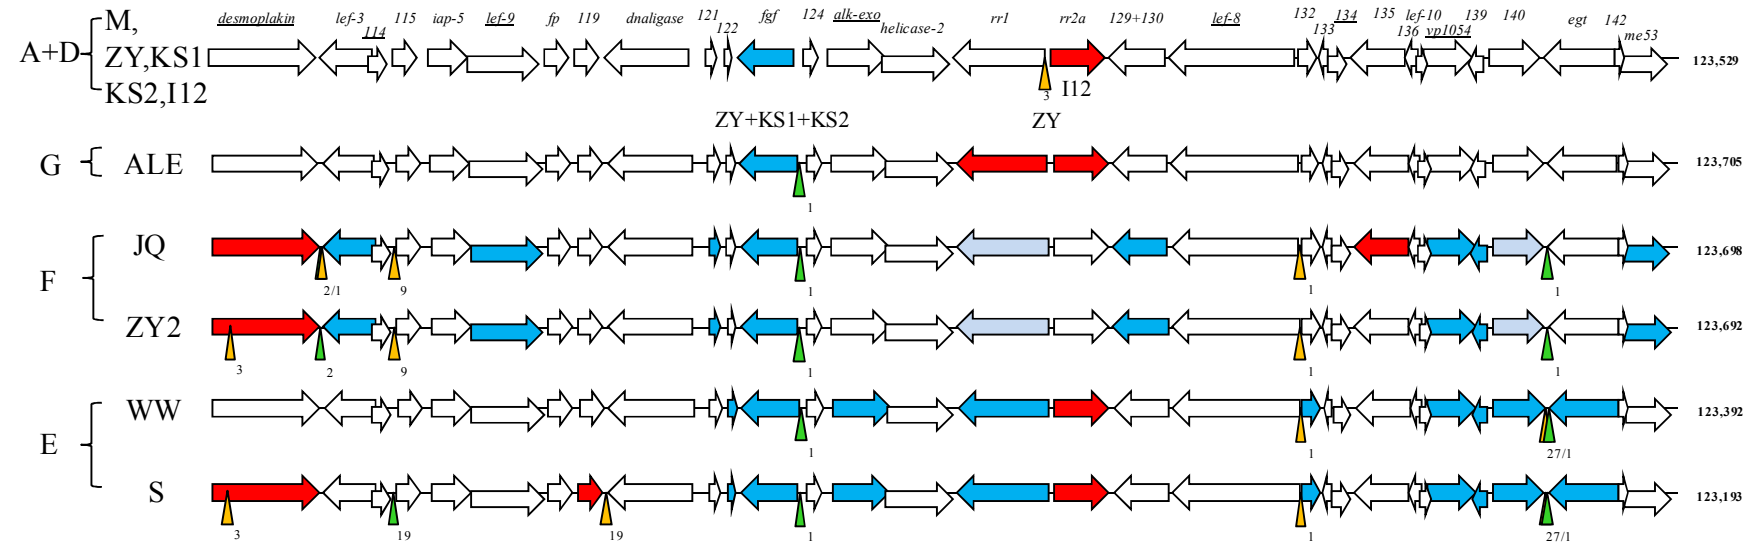 desmoplakin lef-3 114 115 iap-5 lef-9 fp 119 dnaligase 121 122 fgf 124 alk-exo helicase-2 rr1 rr2a 129+130 lef-8 132 133 134 135 136 lef-10 vp1054 139 140 egt 142 me53
A+D M,
ZY,KS1
KS2,I12
123,529
3 I12
ZY+KS1+KS2 ZY
G ALE 123,705
1
F
JQ 123,698
2/1 9 1 1 1
ZY2 123,692
3 2 9 1 1 1
E
WW 123,392
1 1 27/1
S 123,193
3 19 19 1 1 27/1